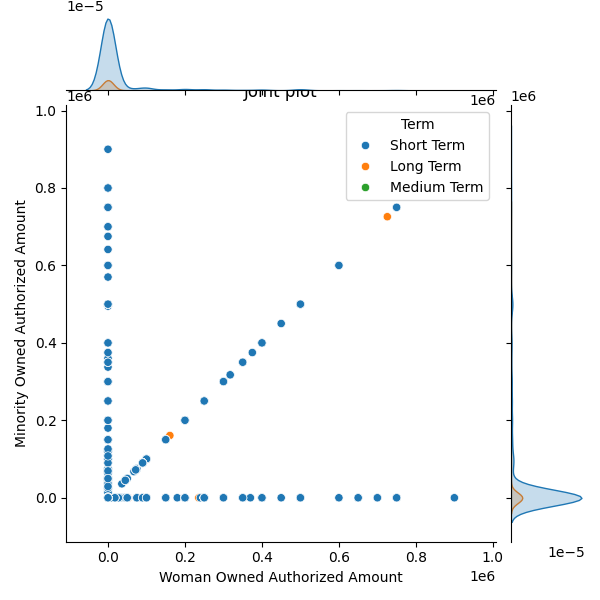 1e−5
Joint plot
1e6
1e6
1e6
1.0
0.8
0.6
0.4
0.2
0.0
Minority Owned Authorized Amount
Term
Short Term
Long Term
Medium Term
0.0 0.2 0.4 0.6 0.8 1.0
1e−5
Woman Owned Authorized Amount
1e6